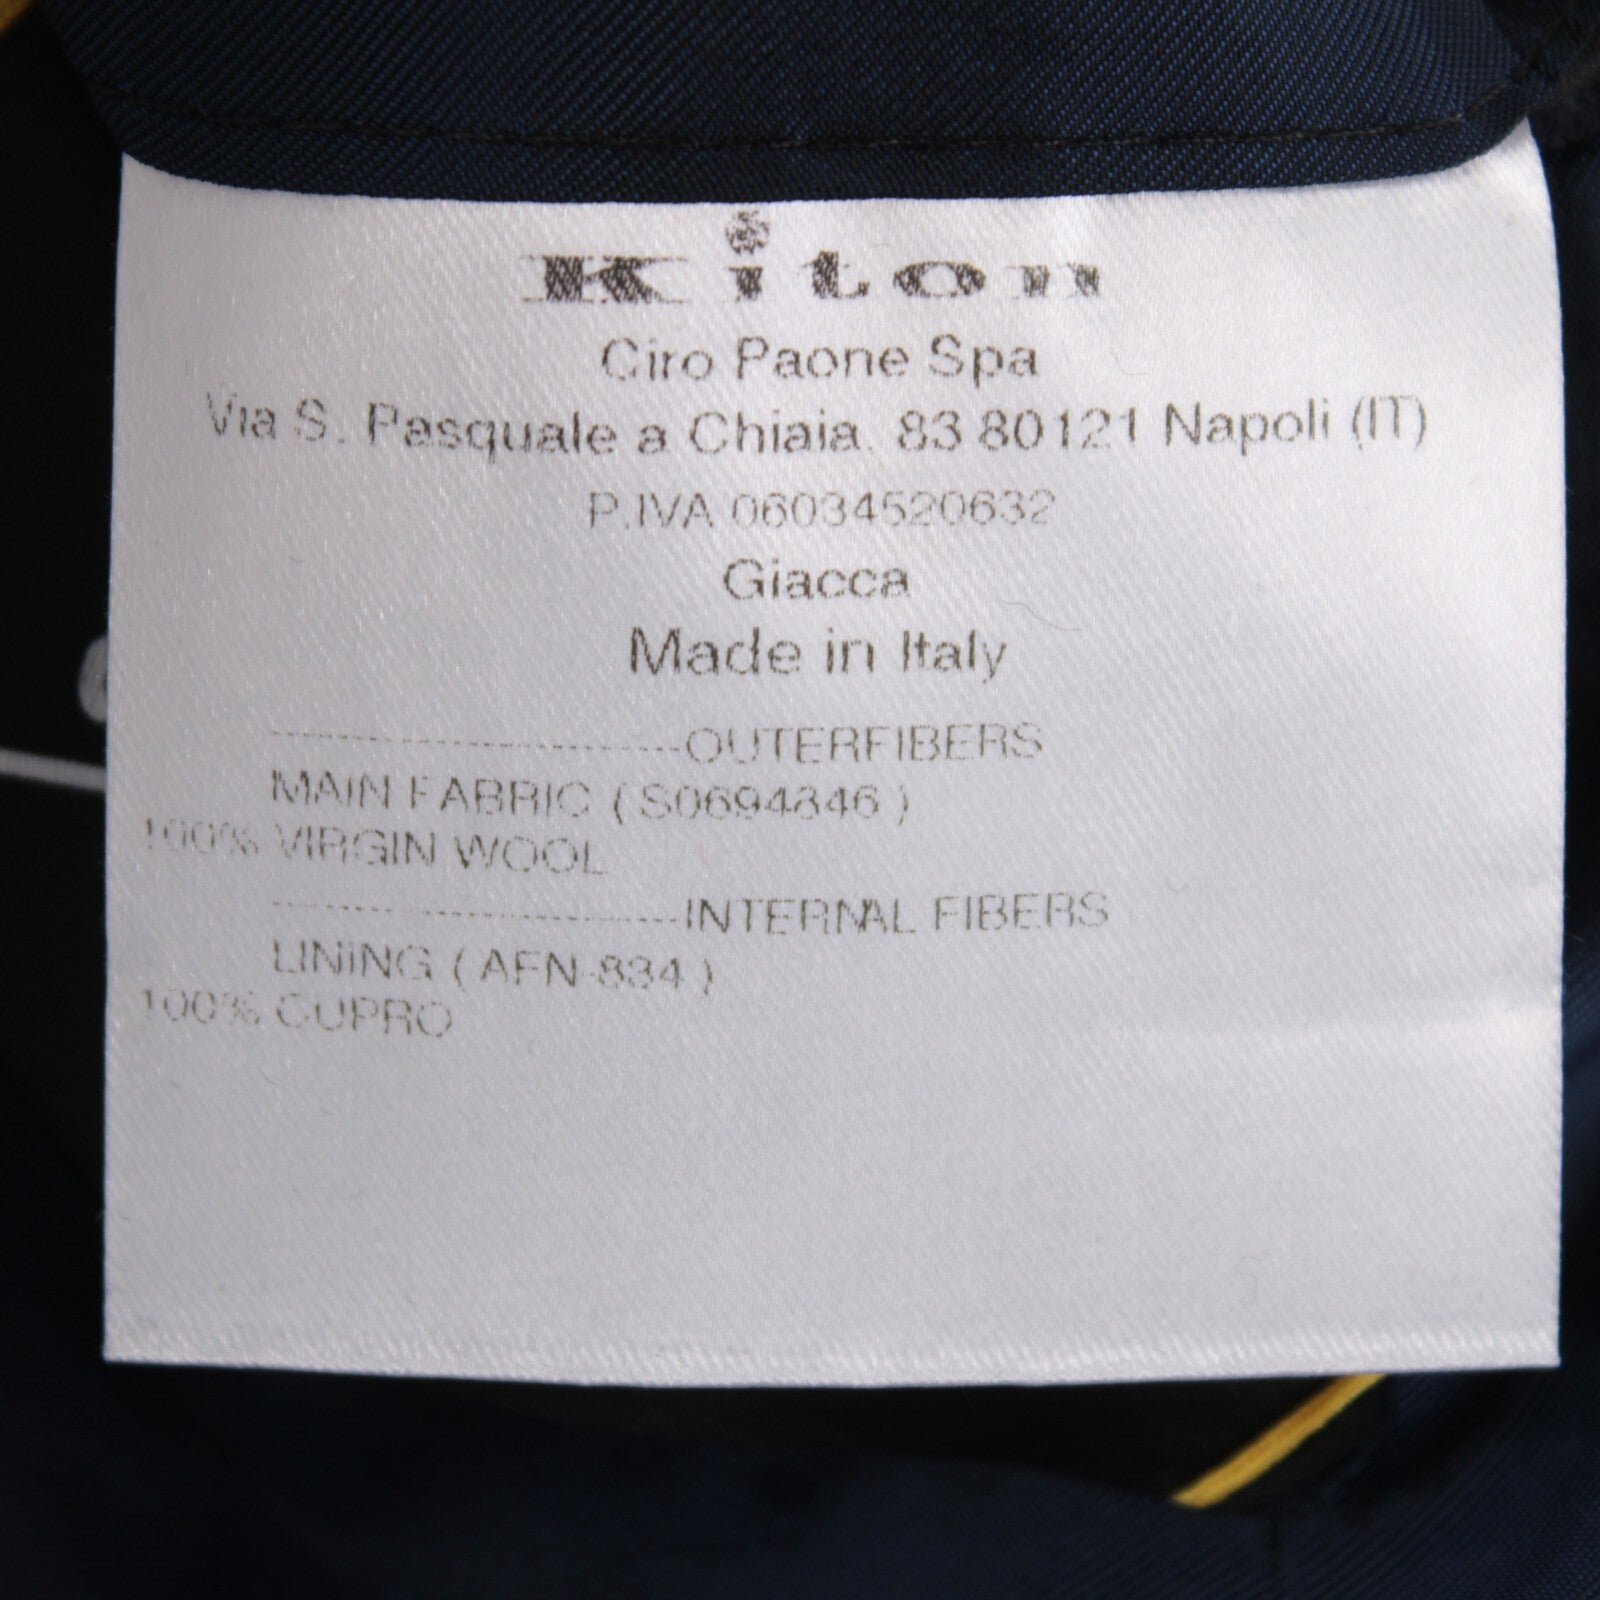 Kiton
Ciro Paone Spa
Via S. Pasquale a Chiaia. 83 80121 Napoli (IT)
P.IVA 06034520632
Giacca
Made in Italy
------------------------OUTERFIBERS
MAIN FABRIC ( S0694346 )
100% VIRGIN WOOL
------------------------INTERNAL FIBERS
LINING ( AFN-834 )
100% CUPRO